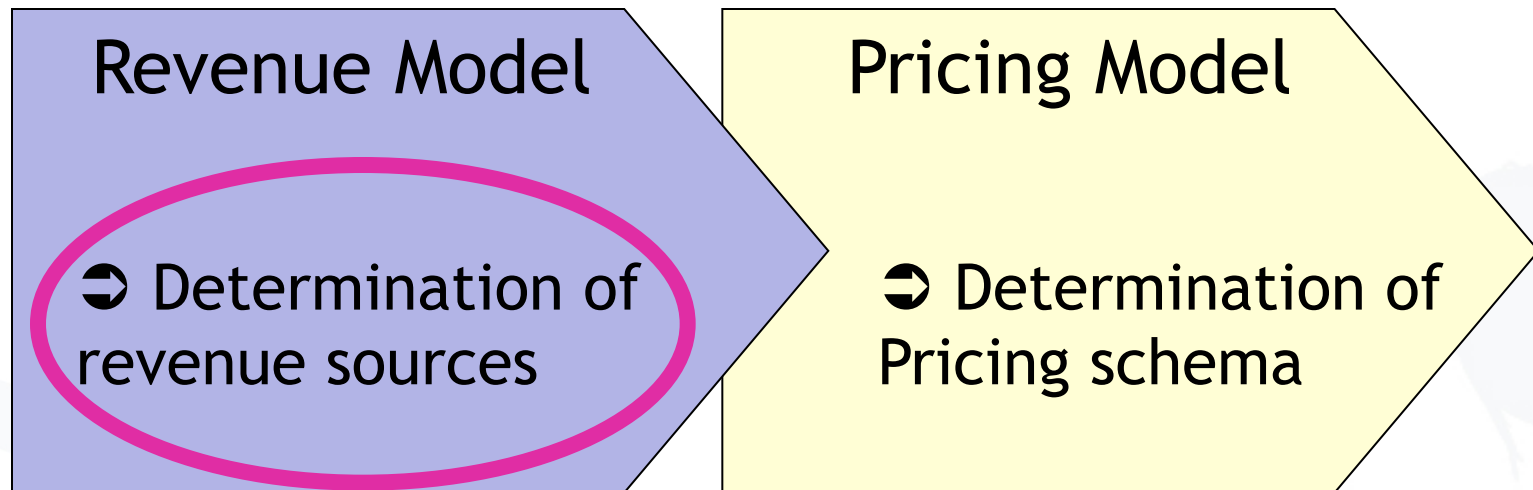 Revenue Model
➲ Determination of
revenue sources
Pricing Model
➲ Determination of
Pricing schema